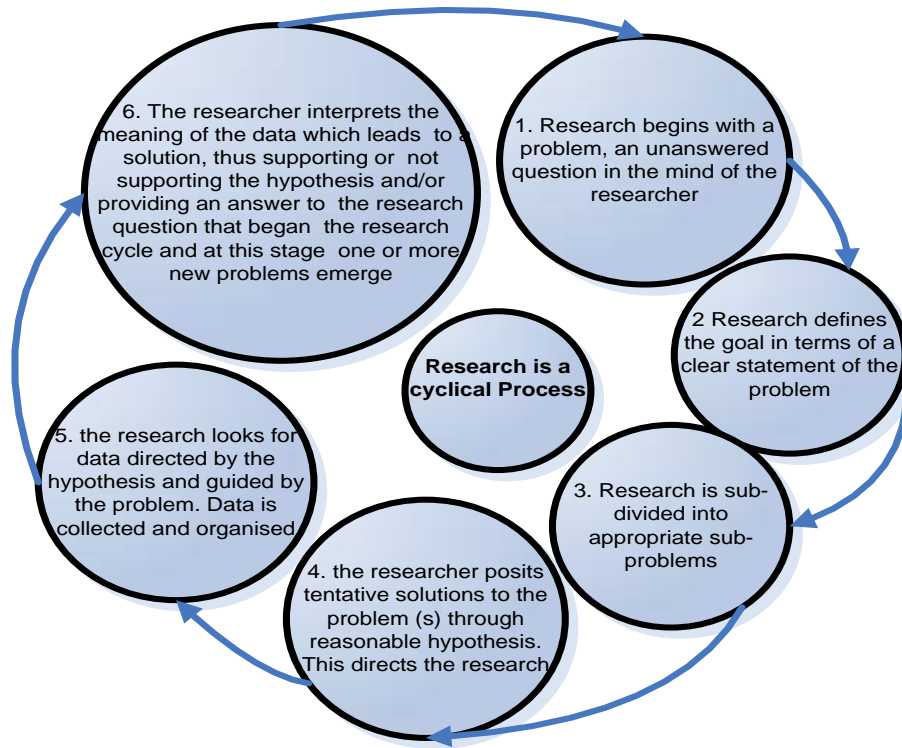 1. Research begins with a
problem, an unanswered
question in the mind of the
researcher
2 Research defines
the goal in terms of a
clear statement of the
problem
3. Research is sub-
divided into
appropriate sub-
problems
4. the researcher posits
tentative solutions to the
problem (s) through
reasonable hypothesis.
This directs the research
5. the research looks for
data directed by the
hypothesis and guided by
the problem. Data is
collected and organised
6. The researcher interprets the
meaning of the data which leads to a
solution, thus supporting or not
supporting the hypothesis and/or
providing an answer to the research
question that began the research
cycle and at this stage one or more
new problems emerge
Research is a
cyclical Process